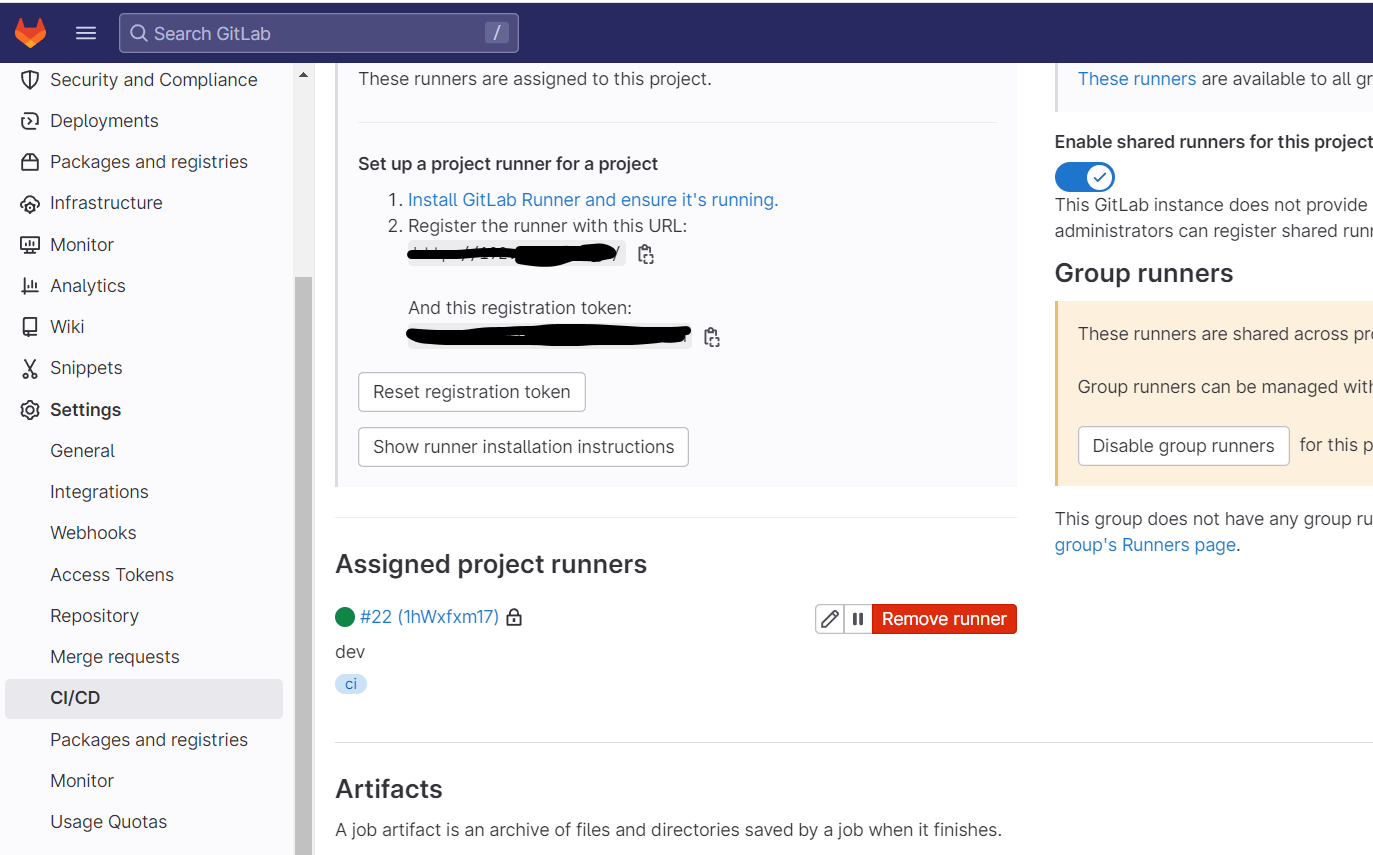 Search GitLab /
Security and Compliance
Deployments
Packages and registries
Infrastructure
Monitor
Analytics
Wiki
Snippets
Settings
General
Integrations
Webhooks
Access Tokens
Repository
Merge requests
CI/CD
Packages and registries
Monitor
Usage Quotas
These runners are assigned to this project.
Set up a project runner for a project
1. Install GitLab Runner and ensure it's running.
2. Register the runner with this URL:
And this registration token:
Reset registration token
Show runner installation instructions
Assigned project runners
#22 (1hWxfxm17)
Remove runner
dev
ci
Artifacts
A job artifact is an archive of files and directories saved by a job when it finishes.
These runners are available to all gr
Enable shared runners for this project
This GitLab instance does not provide
administrators can register shared run
Group runners
These runners are shared across pro
Group runners can be managed with
Disable group runners for this p
This group does not have any group ru
group's Runners page.